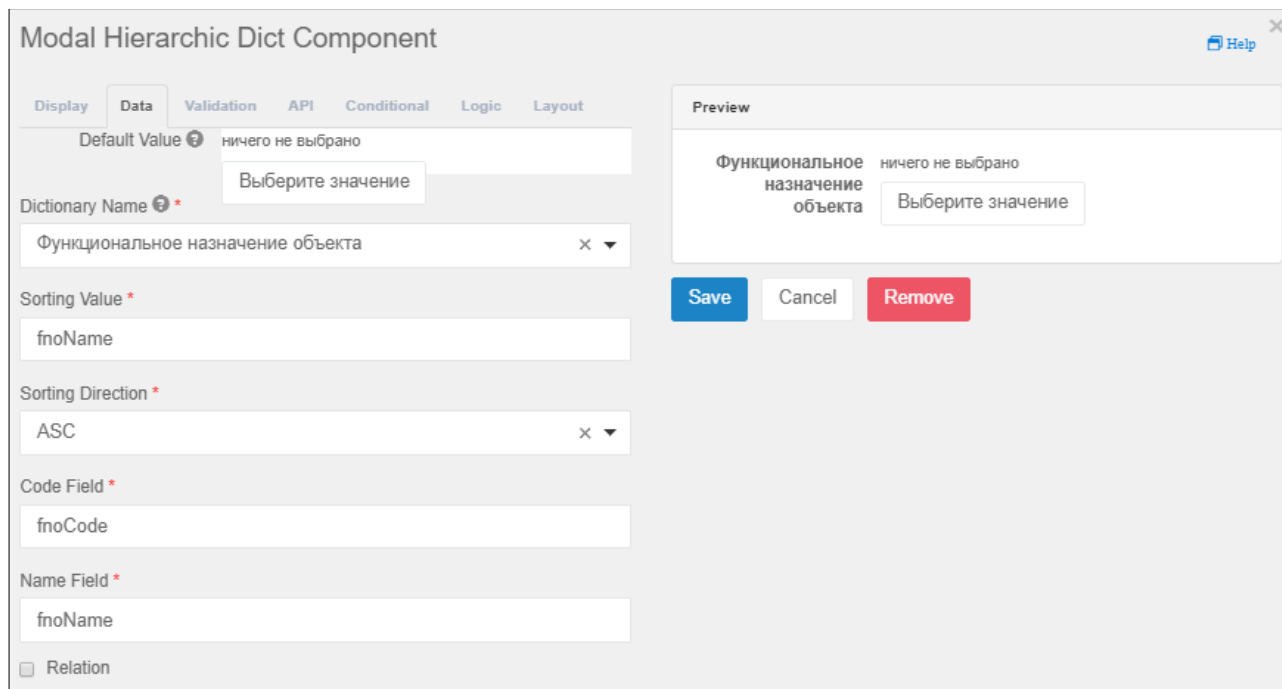 Modal Hierarchic Dict Component
Help
Display Data Validation API Conditional Logic Layout
Default Value ничего не выбрано
Выберите значение
Dictionary Name *
Функциональное назначение объекта
Sorting Value *
fnoName
Sorting Direction *
ASC
Code Field *
fnoCode
Name Field *
fnoName
Relation
Preview
Функциональное
назначение
объекта
ничего не выбрано
Выберите значение
Save Cancel Remove